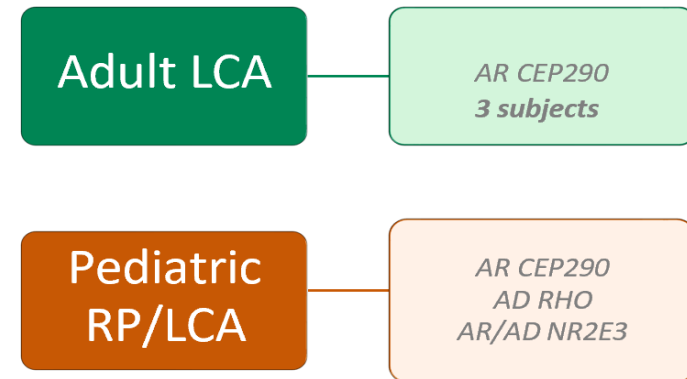 Adult LCA
AR CEP290
3 subjects
Pediatric
RP/LCA
AR CEP290
AD RHO
AR/AD NR2E3